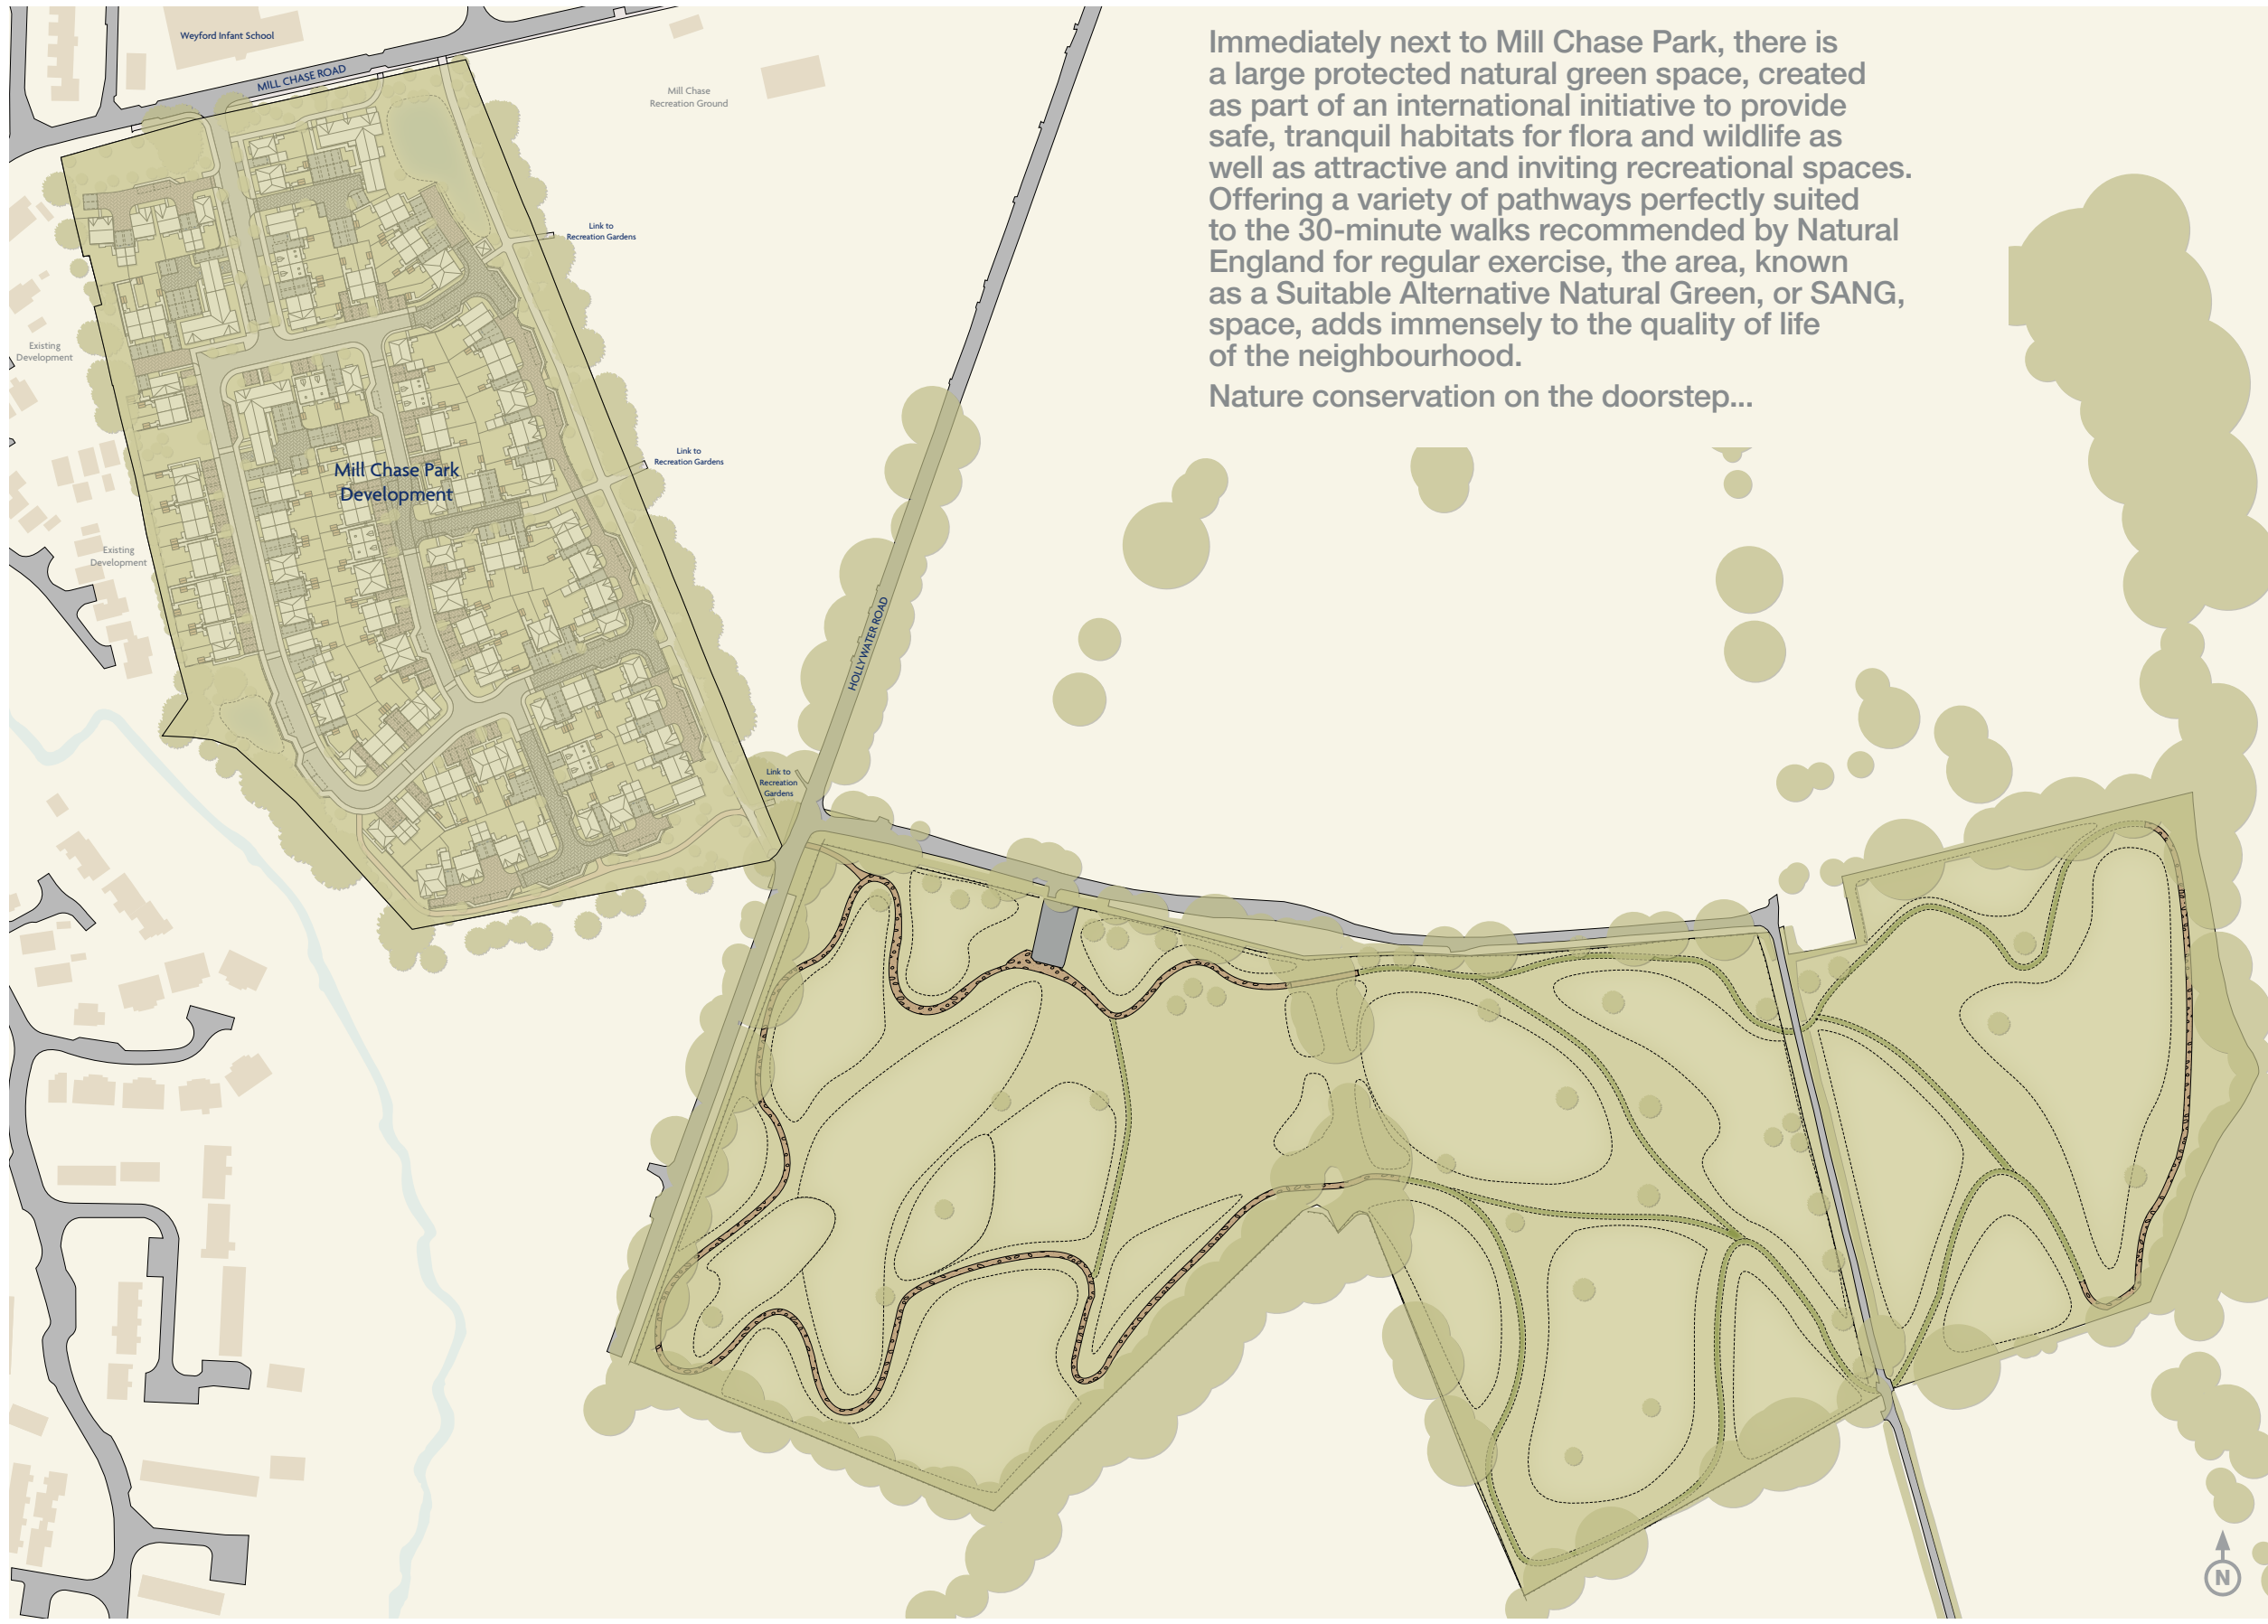 Weyford Infant School
MILL CHASE ROAD
Mill Chase
Recreation Ground
Immediately next to Mill Chase Park, there is
a large protected natural green space, created
as part of an international initiative to provide
safe, tranquil habitats for flora and wildlife as
well as attractive and inviting recreational spaces.
Offering a variety of pathways perfectly suited
to the 30-minute walks recommended by Natural
England for regular exercise, the area, known
as a Suitable Alternative Natural Green, or SANG,
space, adds immensely to the quality of life
of the neighbourhood.
Nature conservation on the doorstep...
Link to
Recreation Gardens
Existing
Development
Link to
Recreation Gardens
Mill Chase Park
Development
Existing
Development
HOLLYWATER ROAD
Link to
Recreation
Gardens
N